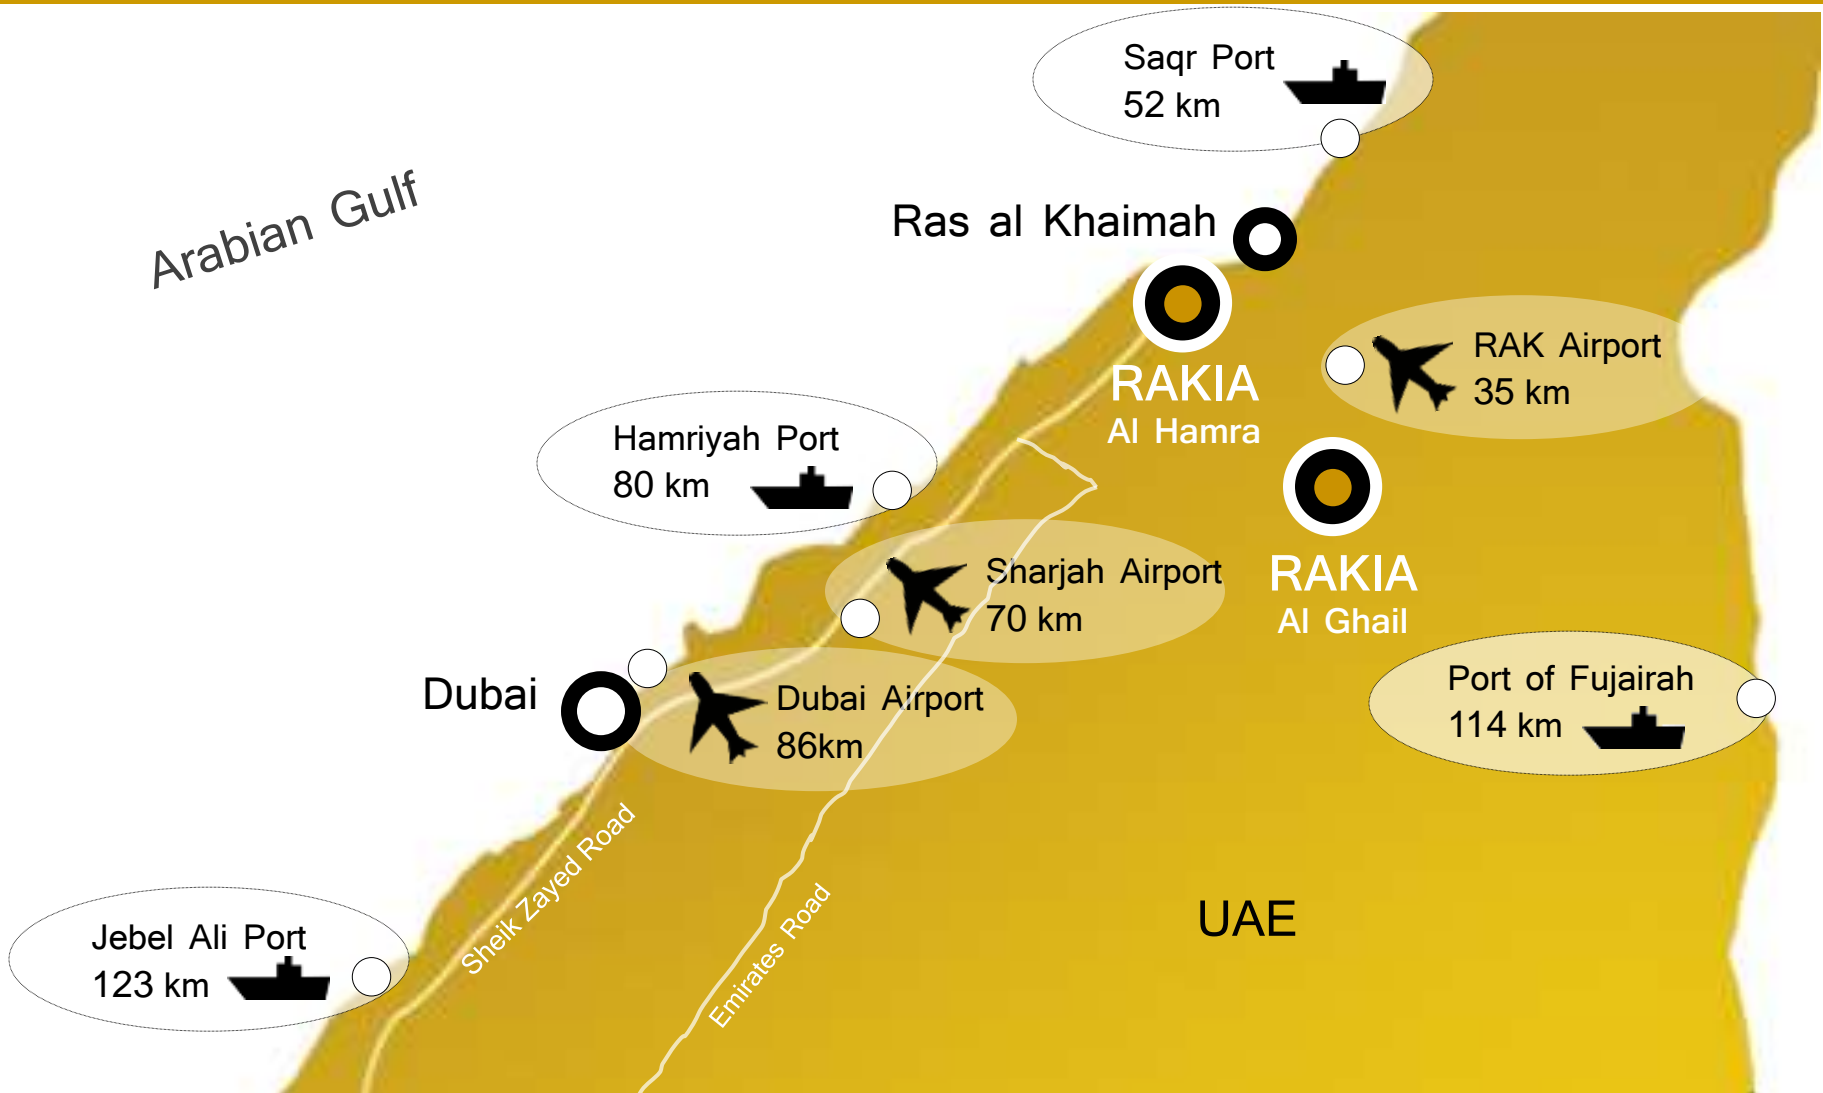 Saqr Port
52 km
Arabian Gulf
Ras al Khaimah
RAK Airport
35 km
RAKIA
Al Hamra
Hamriyah Port
80 km
Sharjah Airport
70 km
RAKIA
Al Ghail
Port of Fujairah
114 km
Dubai
Dubai Airport
86km
Sheik Zayed Road
Emirates Road
UAE
Jebel Ali Port
123 km